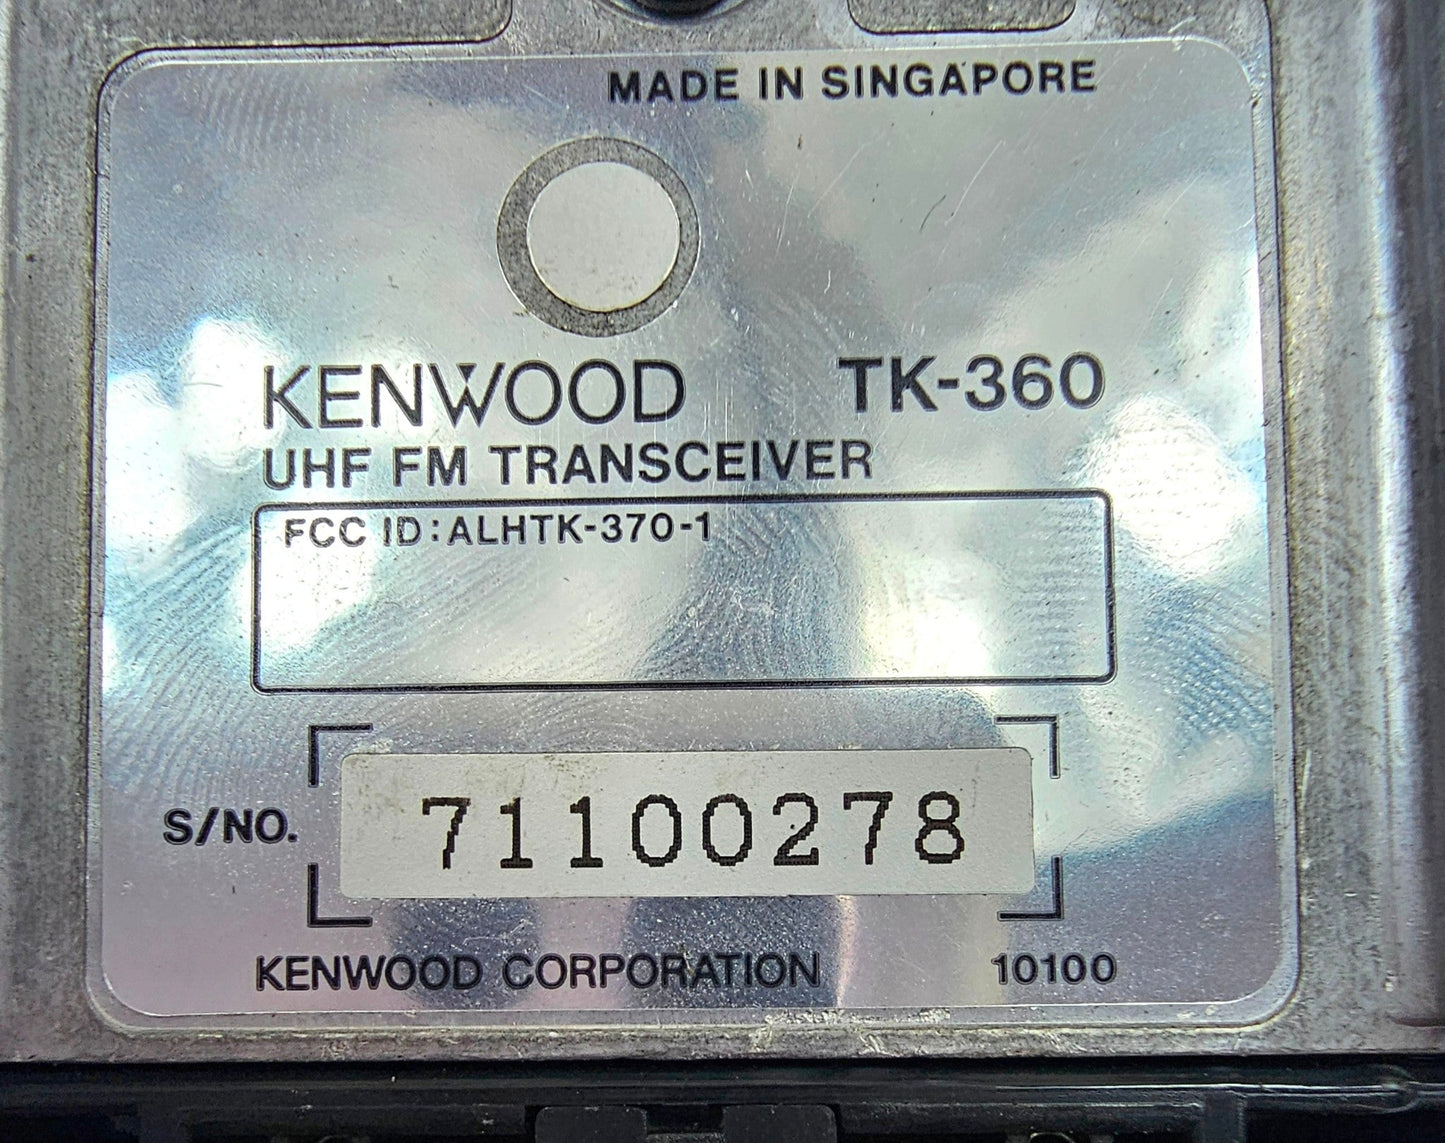 MADE IN SINGAPORE
KENWOOD TK-360
UHF FM TRANSCEIVER
FCC ID:ALHTK-370-1
S/NO. 71100278
KENWOOD CORPORATION 10100